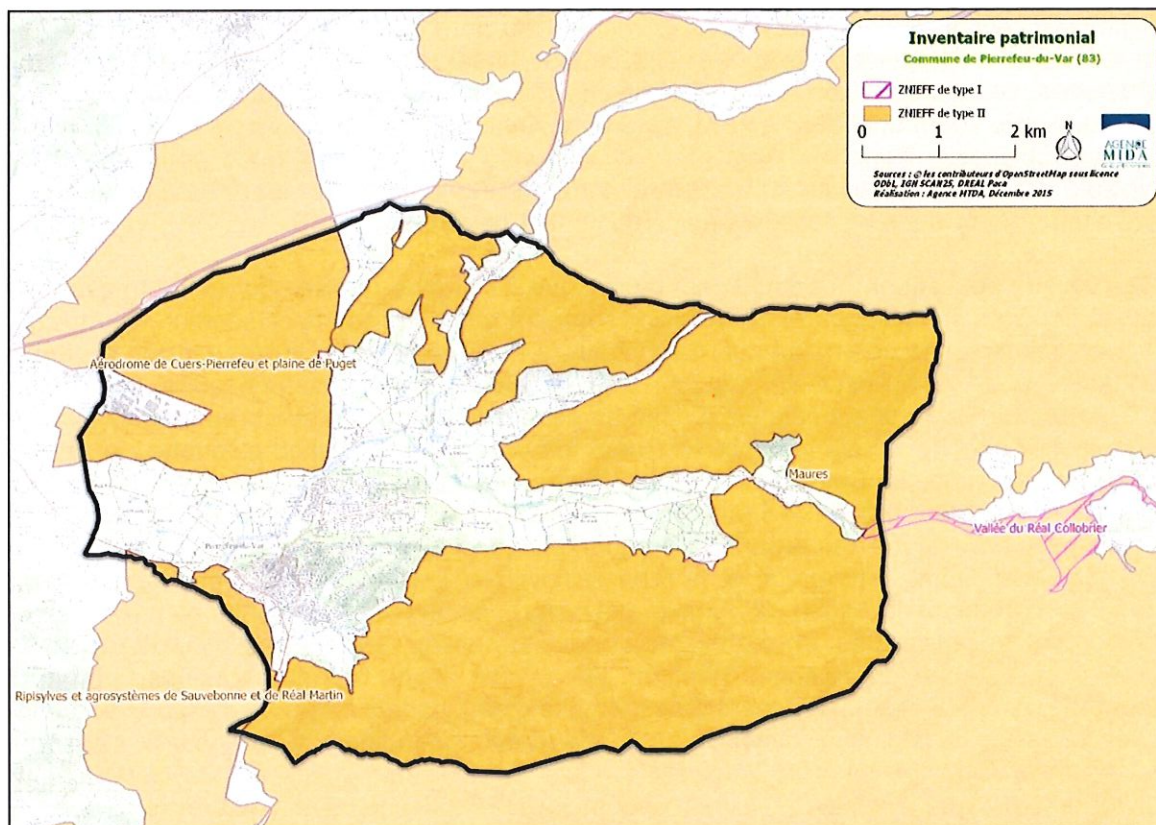 Inventaire patrimonial
Commune de Pierrefeu-du-Var (83)
ZNIEFF de type I
ZNIEFF de type II
0 1 2 km
N
AGENCE
MTDA
Sources : @ les contributeurs d'OpenStreetMap sous licence
ODbL, IGN SCAN25, DREAL Paca
Réalisation : Agence MTDA, Décembre 2015
Aérodrome de Cuers-Pierrefeu et plaine de Puget
Maures
Vallée du Réal Collobrier
Ripisylves et agrosystèmes de Sauvebonne et de Réal Martin